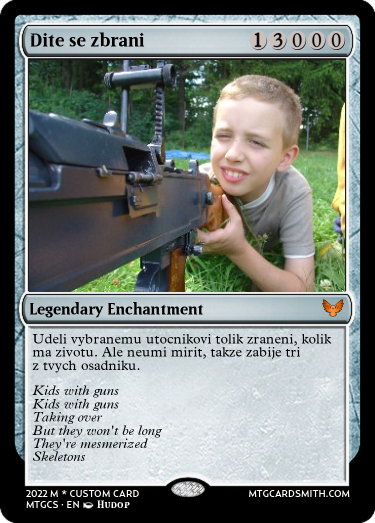 Dite se zbrani 1 3 0 0 0
Legendary Enchantment
Udeli vybranemu utocnikovi tolik zraneni, kolik
ma zivotu. Ale neumi mirit, takze zabije tri
z tvych osadniku.
Kids with guns
Kids with guns
Taking over
But they won't be long
They're mesmerized
Skeletons
2022 M * CUSTOM CARD
MTGCARDSMITH.COM
MTGCS · EN HUDOP